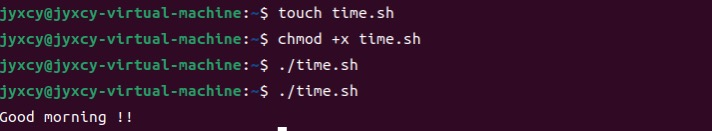 jyxcy@jyxcy-virtual-machine:~$ touch time.sh
jyxcy@jyxcy-virtual-machine:~$ chmod +x time.sh
jyxcy@jyxcy-virtual-machine:~$ ./time.sh
jyxcy@jyxcy-virtual-machine:~$ ./time.sh
Good morning !!